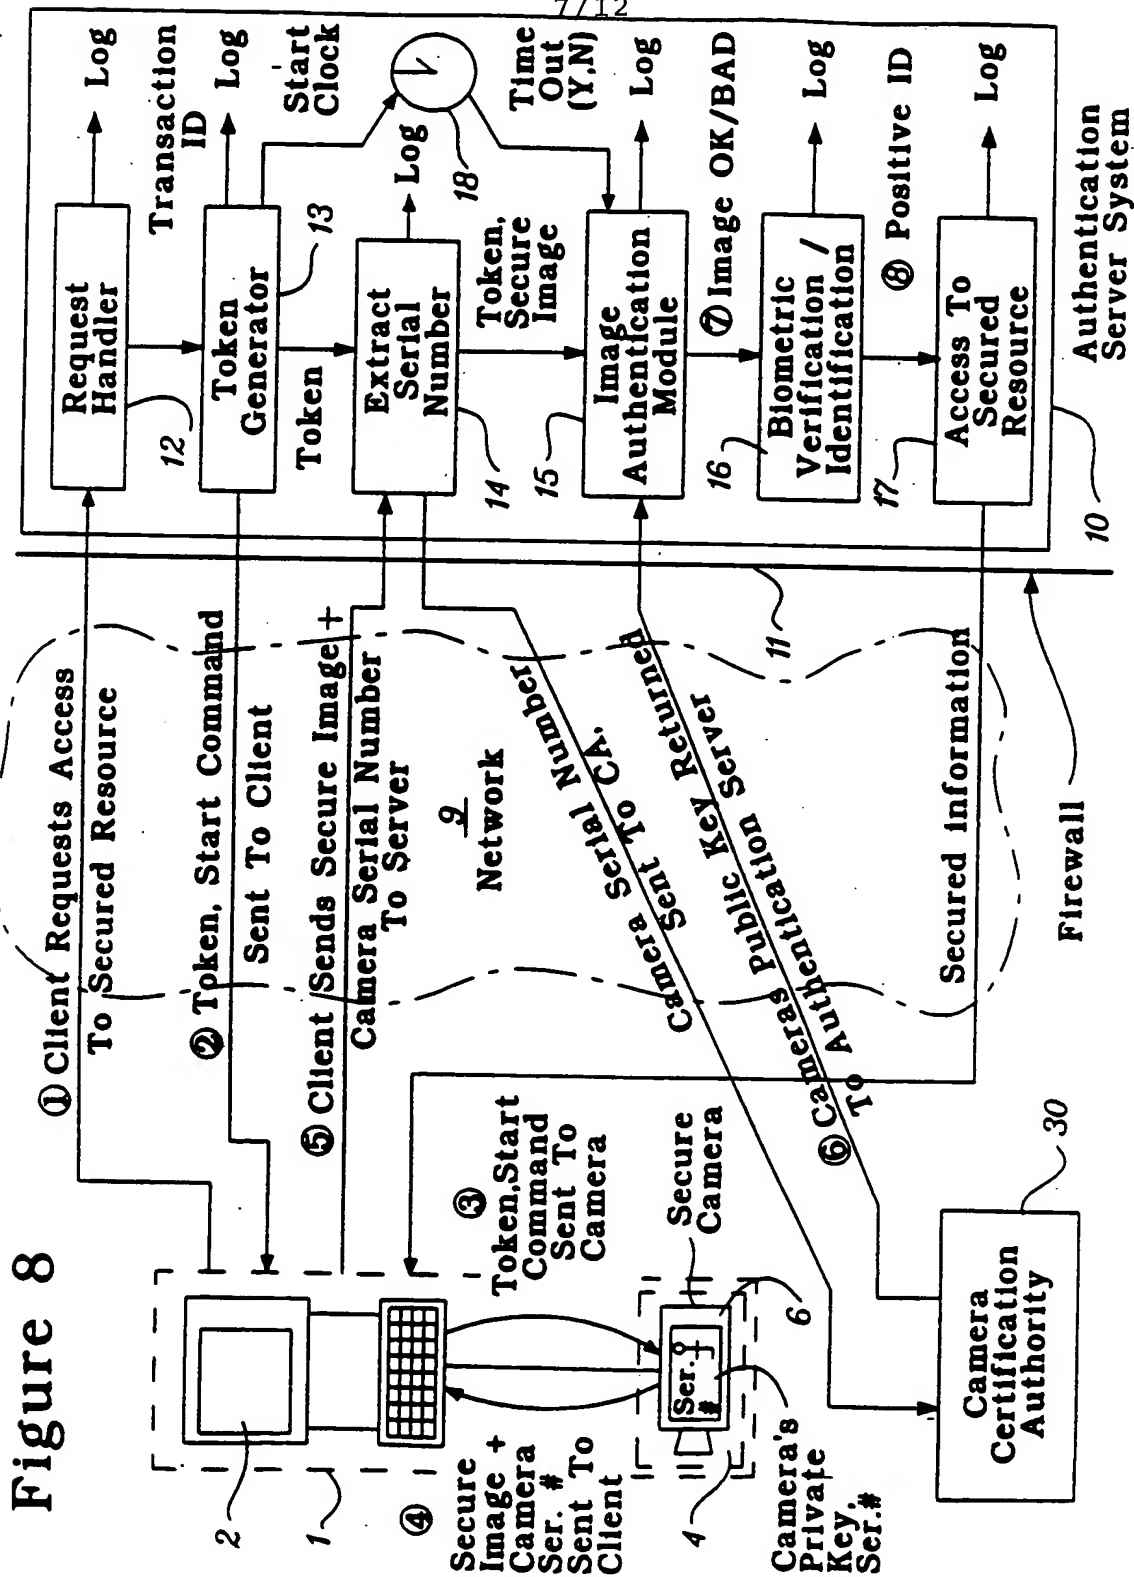 7/12
Figure 8
① Client Requests Access
To Secured Resource
② Token, Start Command
Sent To Client
⑤ Client Sends Secure Image +
Camera Serial Number
To Server
9
Network
Camera Serial Number
Sent To CA.
⑥ Cameras Public Key Returned
To Authentication Server
Secured information
Firewall
11
③
Token,Start
Command
Sent To
Camera
④
Secure
Image +
Camera
Ser. #
Sent To
Client
2
1
4
Ser.
#
Secure
Camera
6
Camera's
Private
Key,
Ser.#
Camera
Certification
Authority
30
Request
Handler
12
Log
Transaction
ID
Token
Generator
13
Log
Start
Clock
18
Token
Extract
Serial
Number
14
Log
Token,
Secure
Image
Time
Out
(Y,N)
Image
Authentication
Module
15
Log
⑦ Image OK/BAD
Biometric
Verification /
Identification
16
Log
⑧ Positive ID
Access To
Secured
Resource
17
Log
10
Authentication
Server System